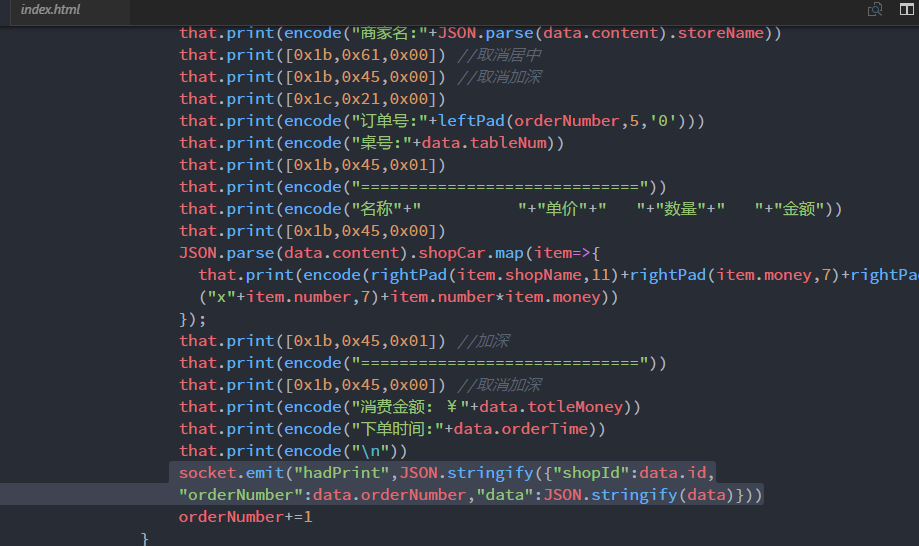 index.html
that.print(encode("商家名:"+JSON.parse(data.content).storeName))
that.print([0x1b,0x61,0x00]) //取消居中
that.print([0x1b,0x45,0x00]) //取消加深
that.print([0x1c,0x21,0x00])
that.print(encode("订单号:"+leftPad(orderNumber,5,'0')))
that.print(encode("桌号:"+data.tableNum))
that.print([0x1b,0x45,0x01])
that.print(encode("============================="))
that.print(encode("名称"+"          "+"单价"+"   "+"数量"+"   "+"金额"))
that.print([0x1b,0x45,0x00])
JSON.parse(data.content).shopCar.map(item=>{
that.print(encode(rightPad(item.shopName,11)+rightPad(item.money,7)+rightPad
("x"+item.number,7)+item.number*item.money))
});
that.print([0x1b,0x45,0x01]) //加深
that.print(encode("============================="))
that.print([0x1b,0x45,0x00]) //取消加深
that.print(encode("消费金额: ￥"+data.totleMoney))
that.print(encode("下单时间:"+data.orderTime))
that.print(encode("\n"))
socket.emit("hadPrint",JSON.stringify({"shopId":data.id,
"orderNumber":data.orderNumber,"data":JSON.stringify(data)}))
orderNumber+=1
}